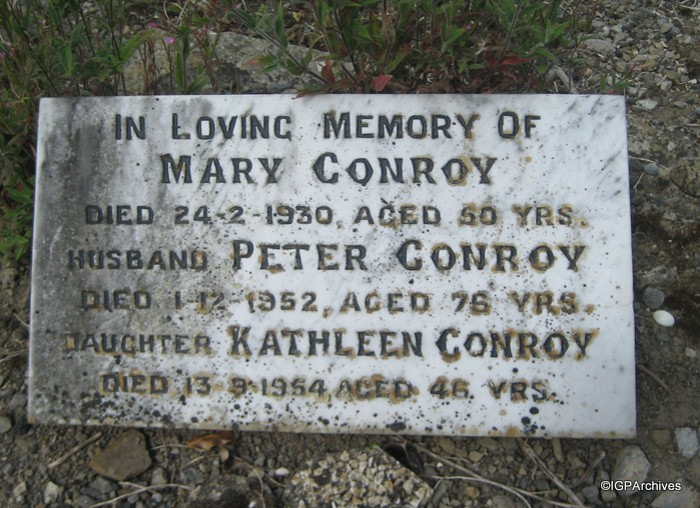 IN LOVING MEMORY OF
MARY CONROY
DIED 24-2-1930, AGED 50 YRS.
HUSBAND PETER CONROY
DIED 1-12-1952, AGED 76 YRS.
DAUGHTER KATHLEEN CONROY
DIED 13-9-1954, AGED 46 YRS.
©IGPArchives